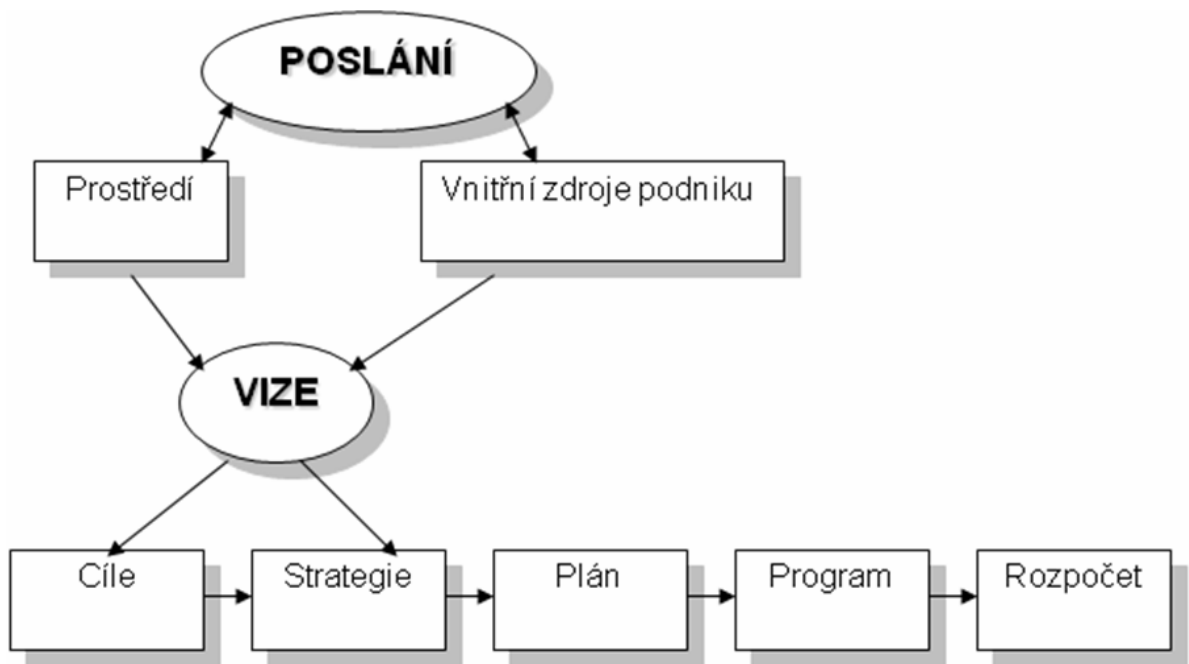 POSLÁNÍ
Prostředí
Vnitřní zdroje podniku
VIZE
Cíle
Strategie
Plán
Program
Rozpočet